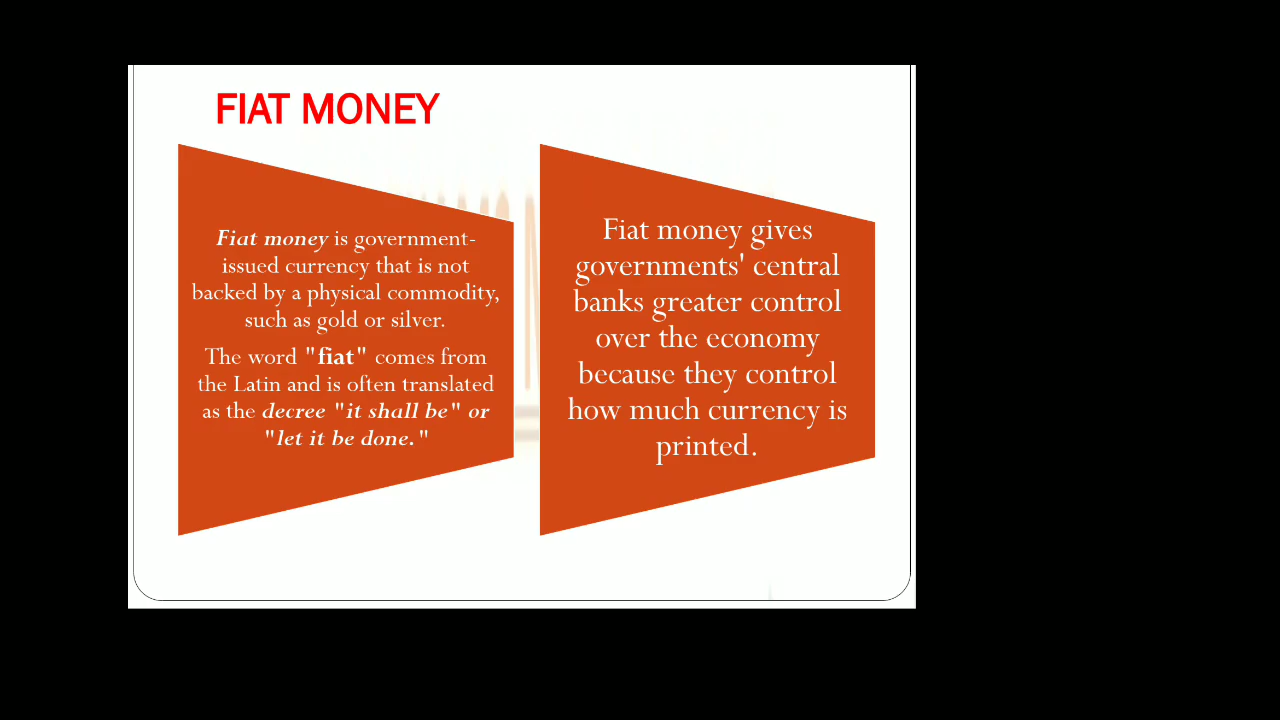 FIAT MONEY
Fiat money is government-
issued currency that is not
backed by a physical commodity,
such as gold or silver.
The word "fiat" comes from
the Latin and is often translated
as the decree "it shall be" or
"let it be done."
Fiat money gives
governments' central
banks greater control
over the economy
because they control
how much currency is
printed.